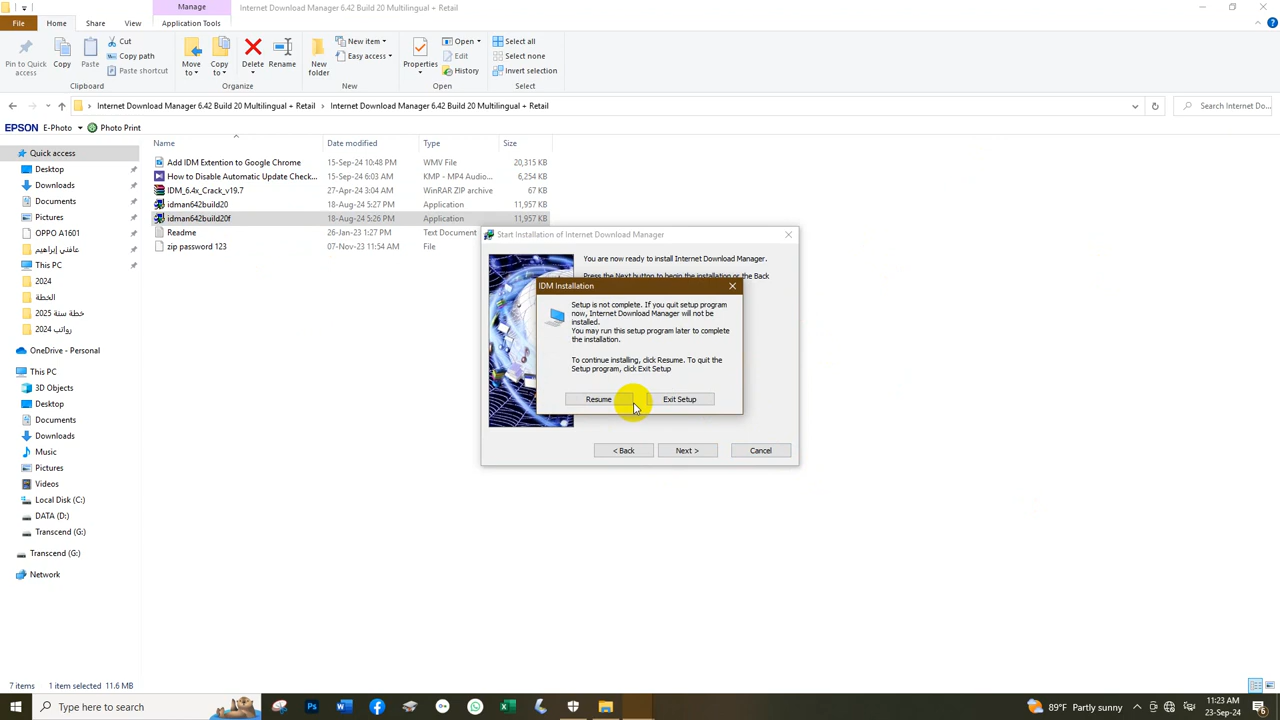 Manage
Internet Download Manager 6.42 Build 20 Multilingual + Retail
File
Home
Share
View
Application Tools
Pin to Quick access
Copy
Paste
Cut
Copy path
Paste shortcut
Clipboard
Move to
Copy to
Delete
Rename
Organize
New folder
New item
Easy access
New
Properties
Open
Edit
History
Open
Select all
Select none
Invert selection
Select
Internet Download Manager 6.42 Build 20 Multilingual + Retail
Internet Download Manager 6.42 Build 20 Multilingual + Retail
Search Internet Do...
EPSON E-Photo Photo Print
Name Date modified Type Size
Add IDM Extention to Google Chrome 15-Sep-24 10:48 PM WMV File 20,315 KB
How to Disable Automatic Update Check... 15-Sep-24 6:03 AM KMP - MP4 Audio... 6,254 KB
IDM_6.4x_Crack_v19.7 27-Apr-24 3:04 AM WinRAR ZIP archive 67 KB
idman642build20 18-Aug-24 5:26 PM Application 11,957 KB
idman642build20f 18-Aug-24 5:27 PM Application 11,957 KB
Readme 26-Jan-23 1:27 PM Text Document
zip password 123 07-Nov-23 11:54 AM File
Quick access
Desktop
Downloads
Documents
Pictures
OPPO A1601
عافني إبراهيم
This PC
2024
الخطة
خطة سنة 2025
رواتب 2024
OneDrive - Personal
This PC
3D Objects
Desktop
Documents
Downloads
Music
Pictures
Videos
Local Disk (C:)
DATA (D:)
Transcend (G:)
Transcend (G:)
Network
Start Installation of Internet Download Manager
You are now ready to install Internet Download Manager.
Press the Next button to begin the installation or the Back
IDM Installation
Setup is not complete. If you quit setup program
now, Internet Download Manager will not be
installed.
You may run this setup program later to complete
the installation.
To continue installing, click Resume. To quit the
Setup program, click Exit Setup
Resume
Exit Setup
< Back
Next >
Cancel
7 items
1 item selected 11.6 MB
Type here to search
89°F Partly sunny
11:23 AM
23-Sep-24
6